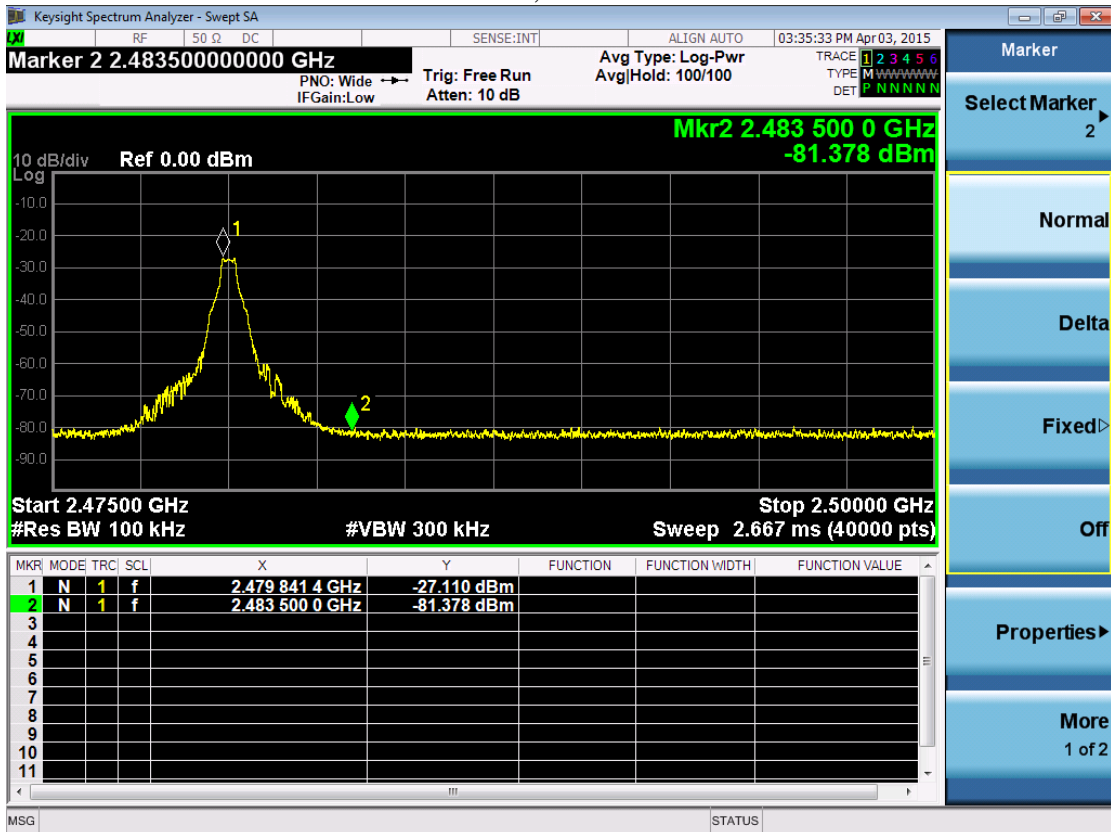 Keysight Spectrum Analyzer - Swept SA
LXI RF 50 Ω DC SENSE:INT ALIGN AUTO 03:35:33 PM Apr 03, 2015
Marker 2 2.483500000000 GHz
PNO: Wide
IFGain:Low
Trig: Free Run
Atten: 10 dB
Avg Type: Log-Pwr
Avg|Hold: 100/100
TRACE 1 2 3 4 5 6
TYPE M WWWWW
DET P N N N N N
Mkr2 2.483 500 0 GHz
-81.378 dBm
10 dB/div Ref 0.00 dBm
Log
-10.0
-20.0
-30.0
-40.0
-50.0
-60.0
-70.0
-80.0
-90.0
1
2
Start 2.47500 GHz Stop 2.50000 GHz
#Res BW 100 kHz #VBW 300 kHz Sweep 2.667 ms (40000 pts)
MKR MODE TRC SCL X Y FUNCTION FUNCTION WIDTH FUNCTION VALUE
1 N 1 f 2.479 841 4 GHz -27.110 dBm
2 N 1 f 2.483 500 0 GHz -81.378 dBm
3
4
5
6
7
8
9
10
11
MSG STATUS
Marker
Select Marker
2
Normal
Delta
Fixed
Off
Properties
More
1 of 2